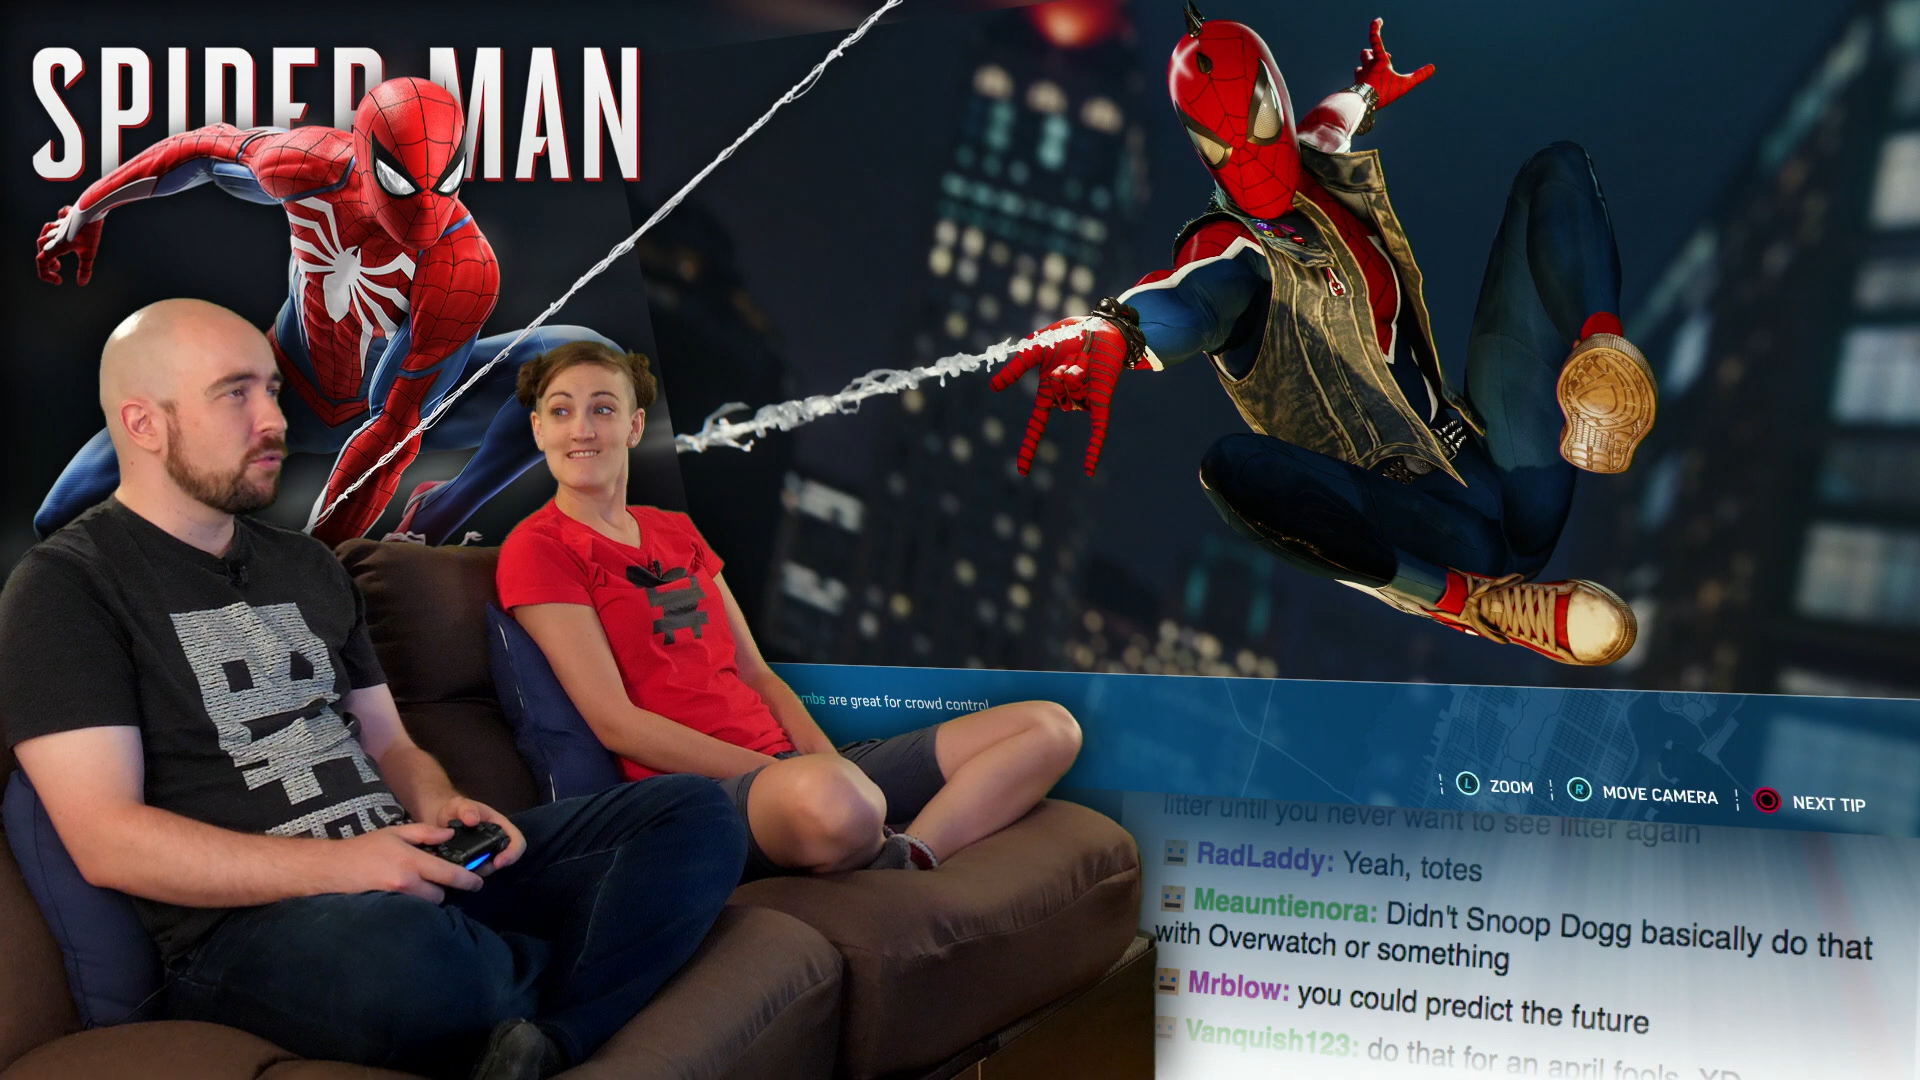 SPIDER-MAN
are great for crowd control
L ZOOM
R MOVE CAMERA
NEXT TIP
litter until you never want to see litter again
RadLaddy: Yeah, totes
Meauntienora: Didn't Snoop Dogg basically do that
with Overwatch or something
Mrblow: you could predict the future
Vanquish123: do that for an april fools. XD